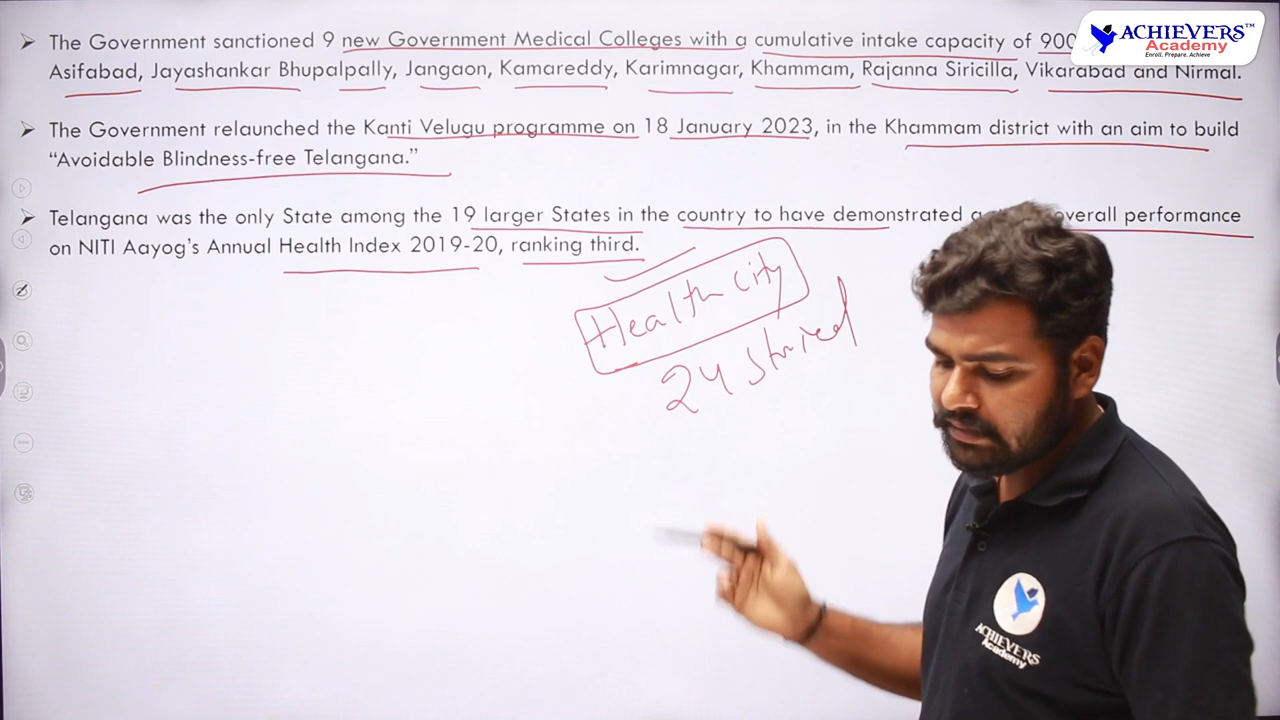 The Government sanctioned 9 new Government Medical Colleges with a cumulative intake capacity of 900
Asifabad, Jayashankar Bhupalpally, Jangaon, Kamareddy, Karimnagar, Khammam, Rajanna Siricilla, Vikarabad and Nirmal.
The Government relaunched the Kanti Velugu programme on 18 January 2023, in the Khammam district with an aim to build
“Avoidable Blindness-free Telangana.”
Telangana was the only State among the 19 larger States in the country to have demonstrated overall performance
on NITI Aayog's Annual Health Index 2019-20, ranking third.
Health City
24
ACHIEVERS™
Academy
Enroll. Prepare. Achieve
ACHIEVERS
Academy